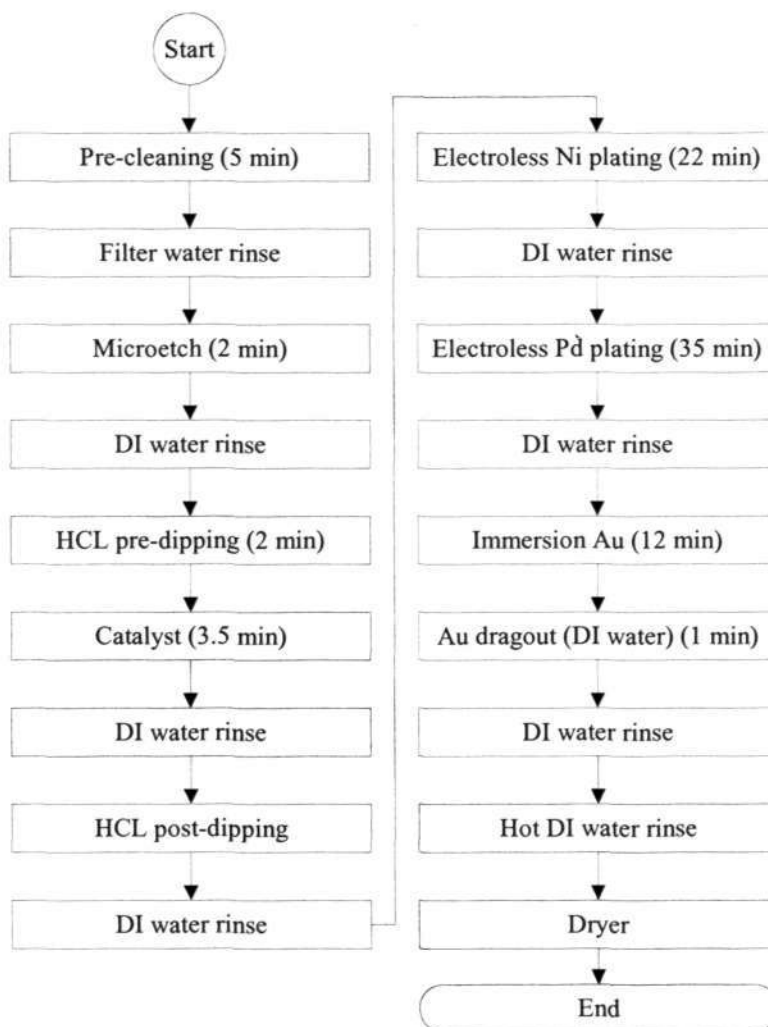 Start
Pre-cleaning (5 min)
Filter water rinse
Microetch (2 min)
DI water rinse
HCL pre-dipping (2 min)
Catalyst (3.5 min)
DI water rinse
HCL post-dipping
DI water rinse
Electroless Ni plating (22 min)
DI water rinse
Electroless Pd plating (35 min)
DI water rinse
Immersion Au (12 min)
Au dragout (DI water) (1 min)
DI water rinse
Hot DI water rinse
Dryer
End